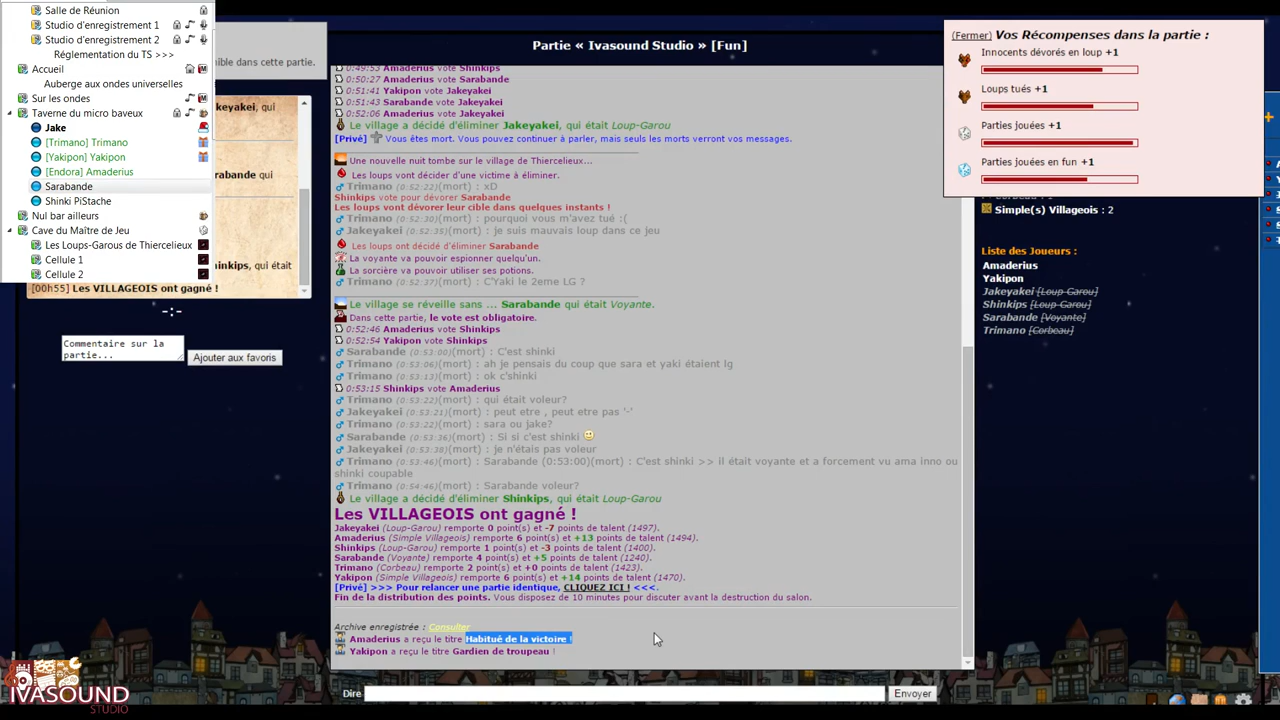 Salle de Réunion
Studio d'enregistrement 1
Studio d'enregistrement 2
Réglementation du TS >>>
Accueil
Auberge aux ondes universelles
Sur les ondes
Taverne du micro baveux
Jake
[Trimano] Trimano
[Yakipon] Yakipon
[Endora] Amaderius
Sarabande
Shinki PiStache
Nul bar ailleurs
Cave du Maître de Jeu
Les Loups-Garous de Thiercelieux
Cellule 1
Cellule 2
ible dans cette partie.
keyakei, qui
rabande qui
hinkips, qui était
[00h55] Les VILLAGEOIS ont gagné !
-:-
Commentaire sur la
partie...
Ajouter aux favoris
Partie « Ivasound Studio » [Fun]
0:49:53 Amaderius vote Shinkips
0:50:27 Amaderius vote Sarabande
0:51:41 Yakipon vote Jakeyakei
0:51:43 Sarabande vote Jakeyakei
0:52:06 Amaderius vote Jakeyakei
Le village a décidé d'éliminer Jakeyakei, qui était Loup-Garou
[Privé] Vous êtes mort. Vous pouvez continuer à parler, mais seuls les morts verront vos messages.
Une nouvelle nuit tombe sur le village de Thiercelieux...
Les loups vont décider d'une victime à éliminer.
Trimano (0:52:22)(mort) : xD
Shinkips vote pour dévorer Sarabande
Les loups vont dévorer leur cible dans quelques instants !
Trimano (0:52:30)(mort) : pourquoi vous m'avez tué :(
Jakeyakei (0:52:35)(mort) : je suis mauvais loup dans ce jeu
Les loups ont décidé d'éliminer Sarabande
La voyante va pouvoir espionner quelqu'un.
La sorcière va pouvoir utiliser ses potions.
Trimano (0:52:37)(mort) : C'Yaki le 2eme LG ?
Le village se réveille sans ... Sarabande qui était Voyante.
Dans cette partie, le vote est obligatoire.
0:52:46 Amaderius vote Shinkips
0:52:54 Yakipon vote Shinkips
Sarabande (0:53:00)(mort) : C'est shinki
Trimano (0:53:06)(mort) : ah je pensais du coup que sara et yaki étaient lg
Trimano (0:53:13)(mort) : ok c'shinki
0:53:15 Shinkips vote Amaderius
Trimano (0:53:22)(mort) : qui était voleur?
Jakeyakei (0:53:21)(mort) : peut etre , peut etre pas '-'
Trimano (0:53:22)(mort) : sara ou jake?
Sarabande (0:53:36)(mort) : Si si c'est shinki
Jakeyakei (0:53:38)(mort) : je n'étais pas voleur
Trimano (0:53:46)(mort) : Sarabande (0:53:00)(mort) : C'est shinki >> il était voyante et a forcement vu ama inno ou
shinki coupable
Trimano (0:54:46)(mort) : Sarabande voleur?
Le village a décidé d'éliminer Shinkips, qui était Loup-Garou
Les VILLAGEOIS ont gagné !
Jakeyakei (Loup-Garou) remporte 0 point(s) et -7 points de talent (1497).
Amaderius (Simple Villageois) remporte 6 point(s) et +13 points de talent (1494).
Shinkips (Loup-Garou) remporte 1 point(s) et -3 points de talent (1400).
Sarabande (Voyante) remporte 4 point(s) et +5 points de talent (1240).
Trimano (Corbeau) remporte 2 point(s) et +0 points de talent (1423).
Yakipon (Simple Villageois) remporte 6 point(s) et +14 points de talent (1470).
[Privé] >>> Pour relancer une partie identique, CLIQUEZ ICI ! <<<.
Fin de la distribution des points. Vous disposez de 10 minutes pour discuter avant la destruction du salon.
Archive enregistrée : Consulter
Amaderius a reçu le titre Habitué de la victoire !
Yakipon a reçu le titre Gardien de troupeau !
Dire
Envoyer
(Fermer) Vos Récompenses dans la partie :
Innocents dévorés en loup +1
Loups tués +1
Parties jouées +1
Parties jouées en fun +1
Simple(s) Villageois : 2
Liste des Joueurs :
Amaderius
Yakipon
Jakeyakei (Loup-Garou)
Shinkips (Loup-Garou)
Sarabande (Voyante)
Trimano (Corbeau)
IVASOUND
STUDIO